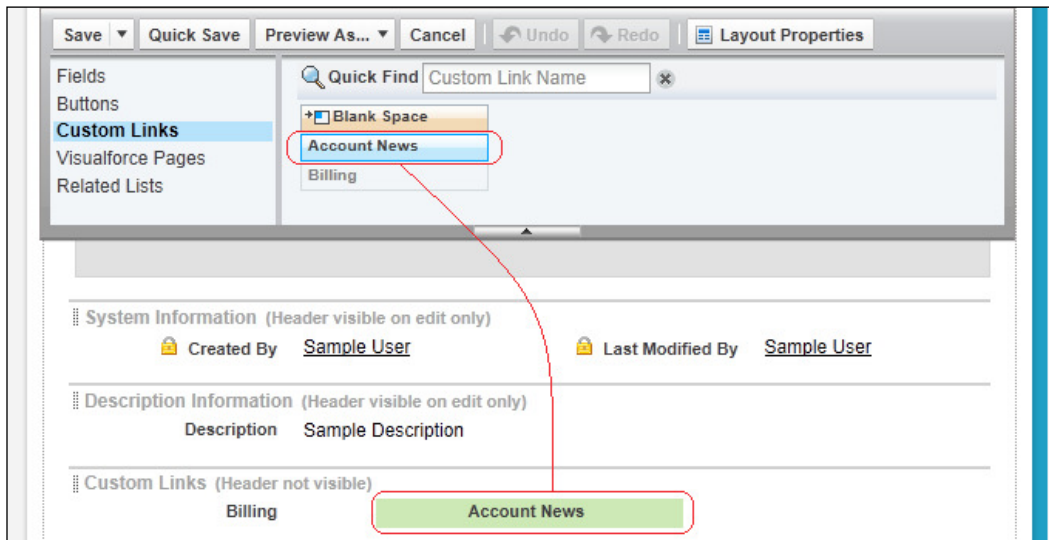 Save Quick Save Preview As... Cancel Undo Redo Layout Properties
Fields
Buttons
Custom Links
Visualforce Pages
Related Lists
Quick Find Custom Link Name
Blank Space
Account News
Billing
System Information (Header visible on edit only)
Created By Sample User Last Modified By Sample User
Description Information (Header visible on edit only)
Description Sample Description
Custom Links (Header not visible)
Billing Account News